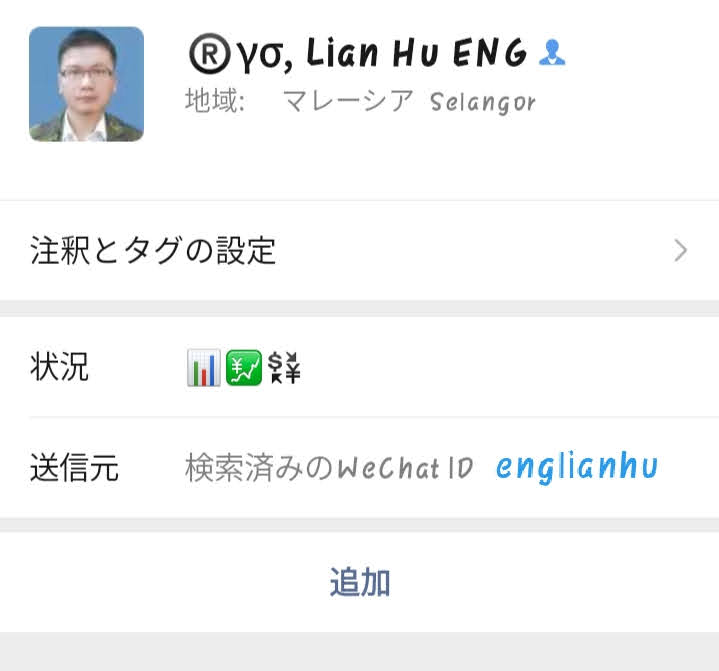 ®γσ, Lian Hu ENG
地域: マレーシア Selangor
注釈とタグの設定
状況 📊💹💱
送信元 検索済みのWeChat ID englianhu
追加